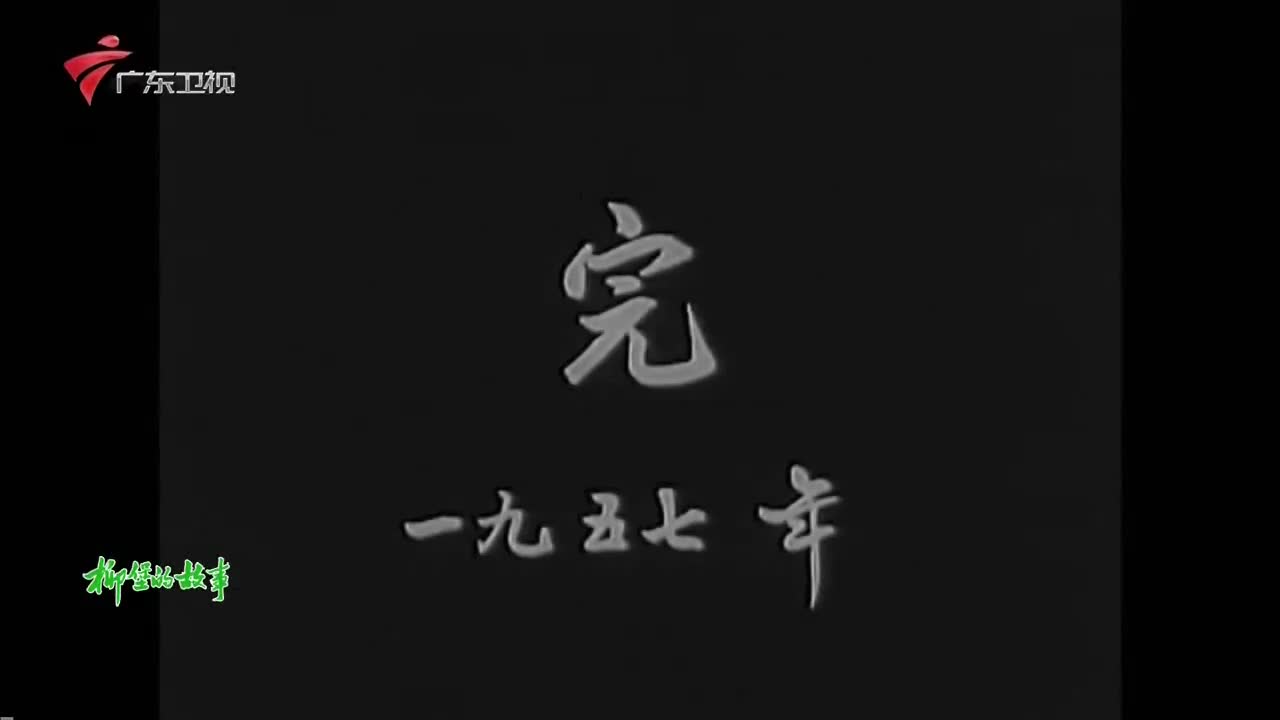 广东卫视
完
一九五七年
柳堡的故事